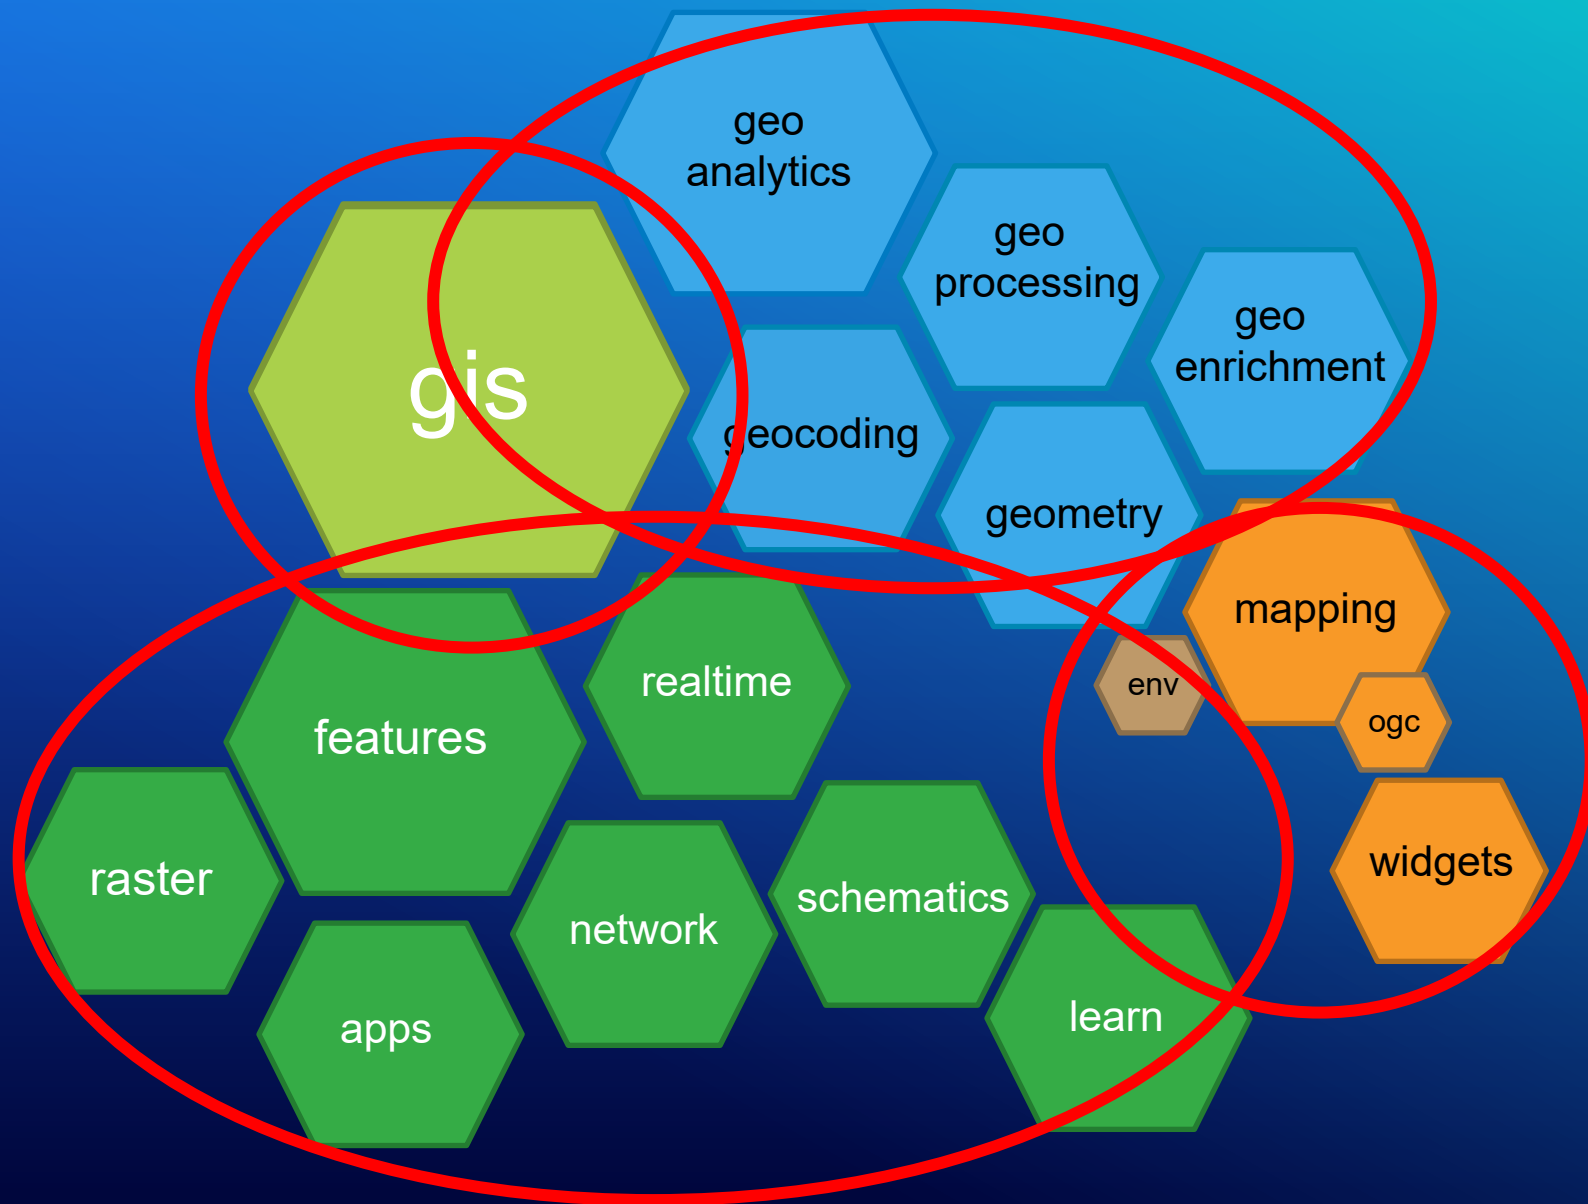 geo
analytics
geo
processing
geo
enrichment
gis
geocoding
geometry
mapping
env
ogc
realtime
features
widgets
raster
schematics
network
learn
apps